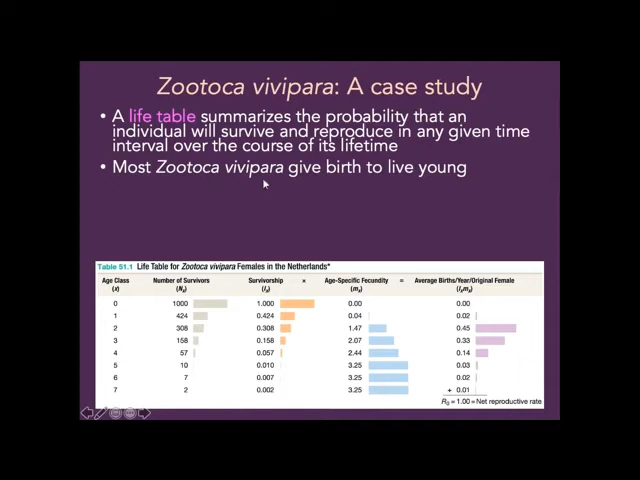 Zootoca vivipara: A case study
• A life table summarizes the probability that an
individual will survive and reproduce in any given time
interval over the course of its lifetime
• Most Zootoca vivipara give birth to live young
Table 51.1 Life Table for Zootoca vivipara Females in the Netherlands*
Age Class Number of Survivors Survivorship × Age-Specific Fecundity = Average Births/Year/Original Female
(x) (Nx) (lx) (mx) (lxmx)
0 1000 1.000 0.00 0.00
1 424 0.424 0.04 0.02
2 308 0.308 1.47 0.45
3 158 0.158 2.07 0.33
4 57 0.057 2.44 0.14
5 10 0.010 3.25 0.03
6 7 0.007 3.25 0.02
7 2 0.002 3.25 + 0.01
R0 = 1.00 = Net reproductive rate